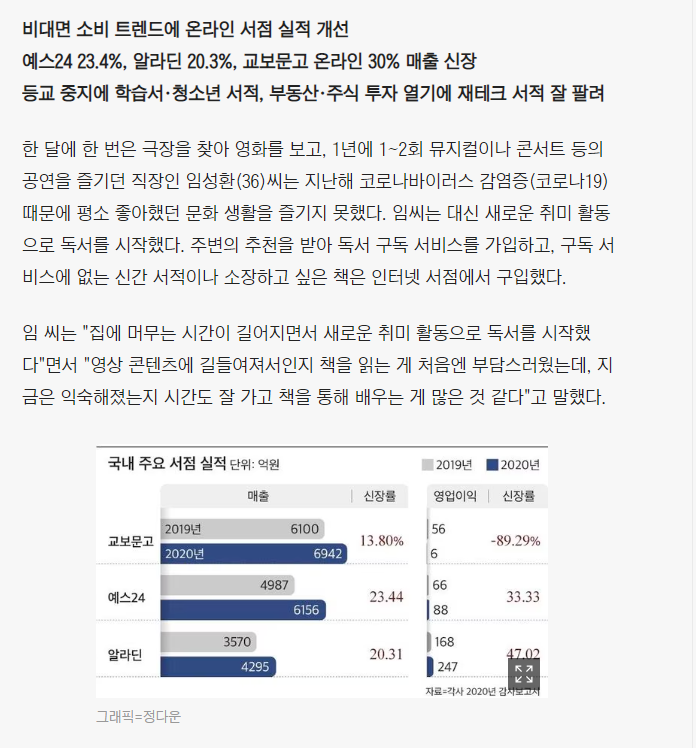 비대면 소비 트렌드에 온라인 서점 실적 개선
예스24 23.4%, 알라딘 20.3%, 교보문고 온라인 30% 매출 신장
등교 중지에 학습서·청소년 서적, 부동산·주식 투자 열기에 재테크 서적 잘 팔려
한 달에 한 번은 극장을 찾아 영화를 보고, 1년에 1~2회 뮤지컬이나 콘서트 등의
공연을 즐기던 직장인 임성환(36)씨는 지난해 코로나바이러스 감염증(코로나19)
때문에 평소 좋아했던 문화 생활을 즐기지 못했다. 임씨는 대신 새로운 취미 활동
으로 독서를 시작했다. 주변의 추천을 받아 독서 구독 서비스를 가입하고, 구독 서
비스에 없는 신간 서적이나 소장하고 싶은 책은 인터넷 서점에서 구입했다.
임 씨는 "집에 머무는 시간이 길어지면서 새로운 취미 활동으로 독서를 시작했
다"면서 "영상 콘텐츠에 길들여져서인지 책을 읽는 게 처음엔 부담스러웠는데, 지
금은 익숙해졌는지 시간도 잘 가고 책을 통해 배우는 게 많은 것 같다"고 말했다.
국내 주요 서점 실적 단위: 억원 2019년 2020년
매출 신장률 영업이익 신장률
교보문고 2019년 6100 13.80% 56 -89.29%
2020년 6942 6
예스24 4987 23.44 66 33.33
6156 88
알라딘 3570 20.31 168 47.02
4295 247
자료=각사 2020년 감사보고서
그래픽=정다운